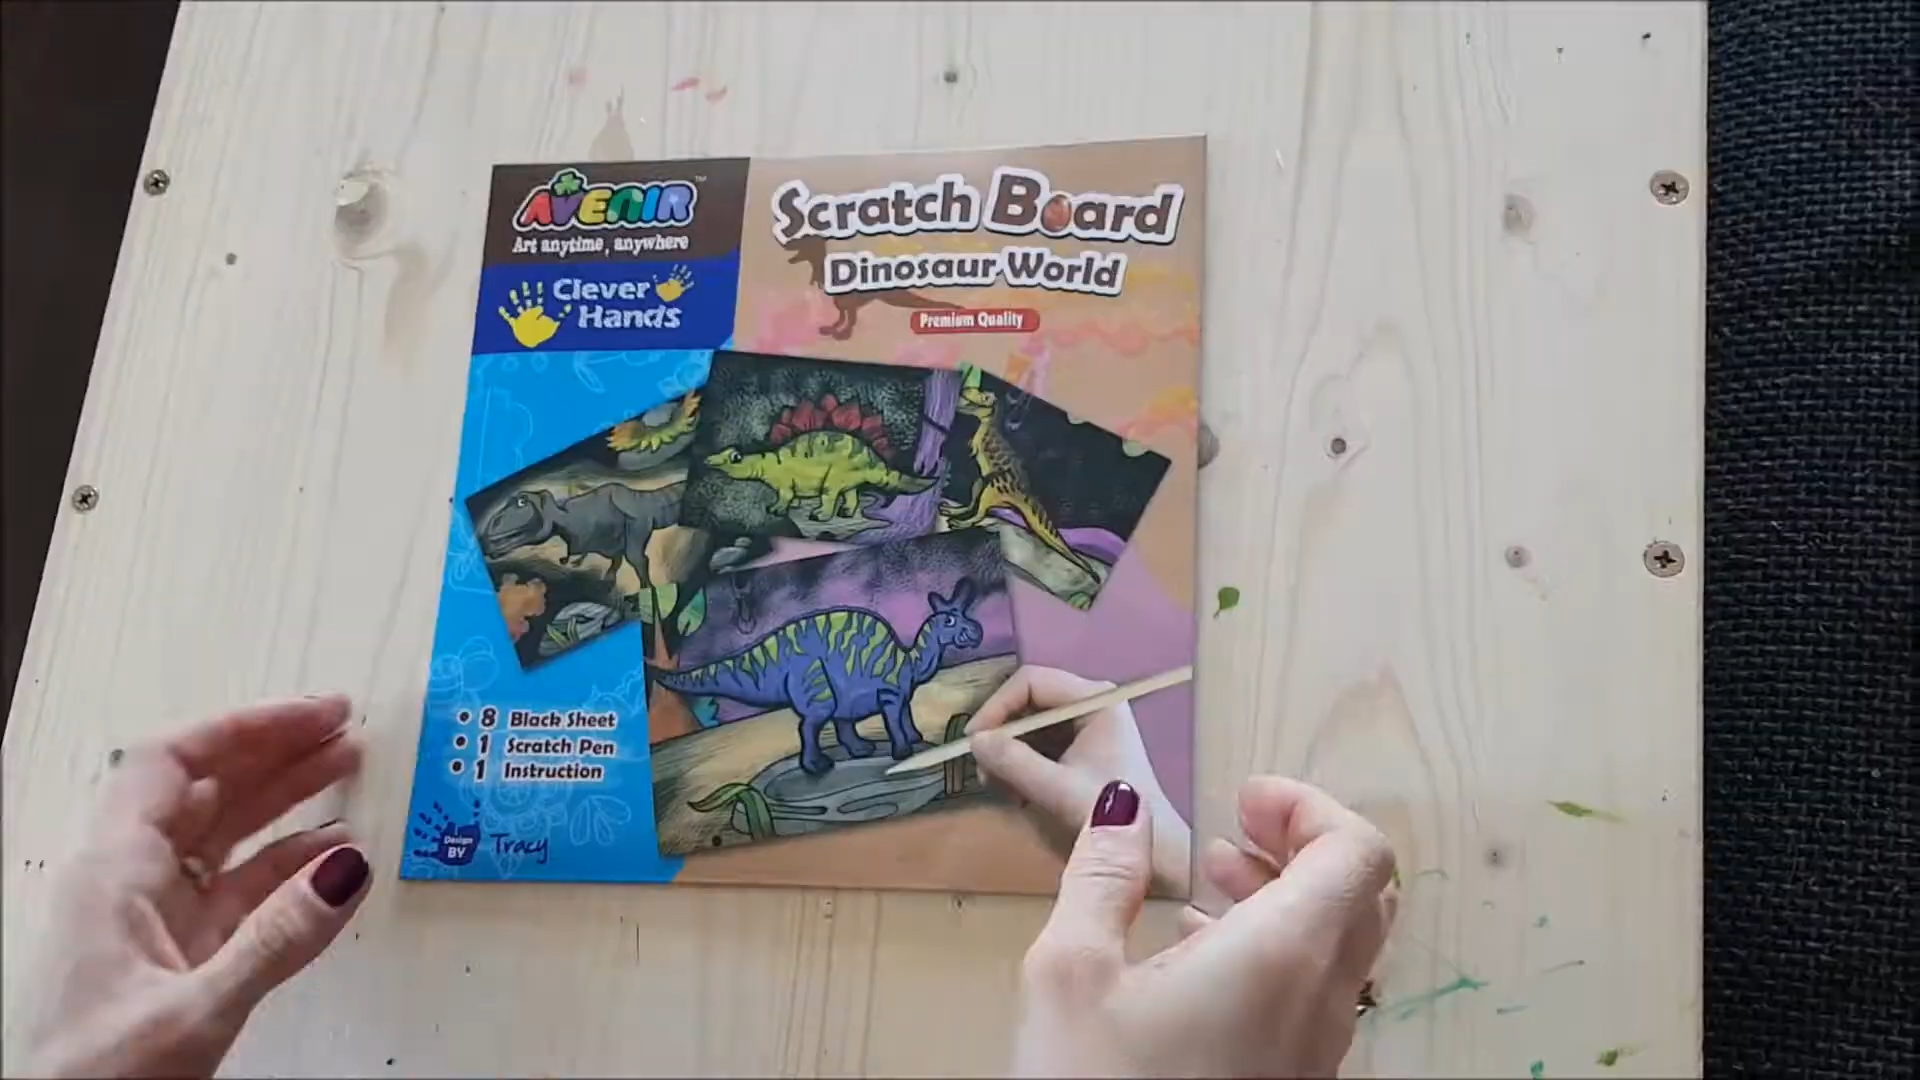 AVENIR™
Art anytime, anywhere
Clever
Hands
Scratch Board
Dinosaur World
Premium Quality
• 8 Black Sheet
• 1 Scratch Pen
• 1 Instruction
Design
BY
Tracy